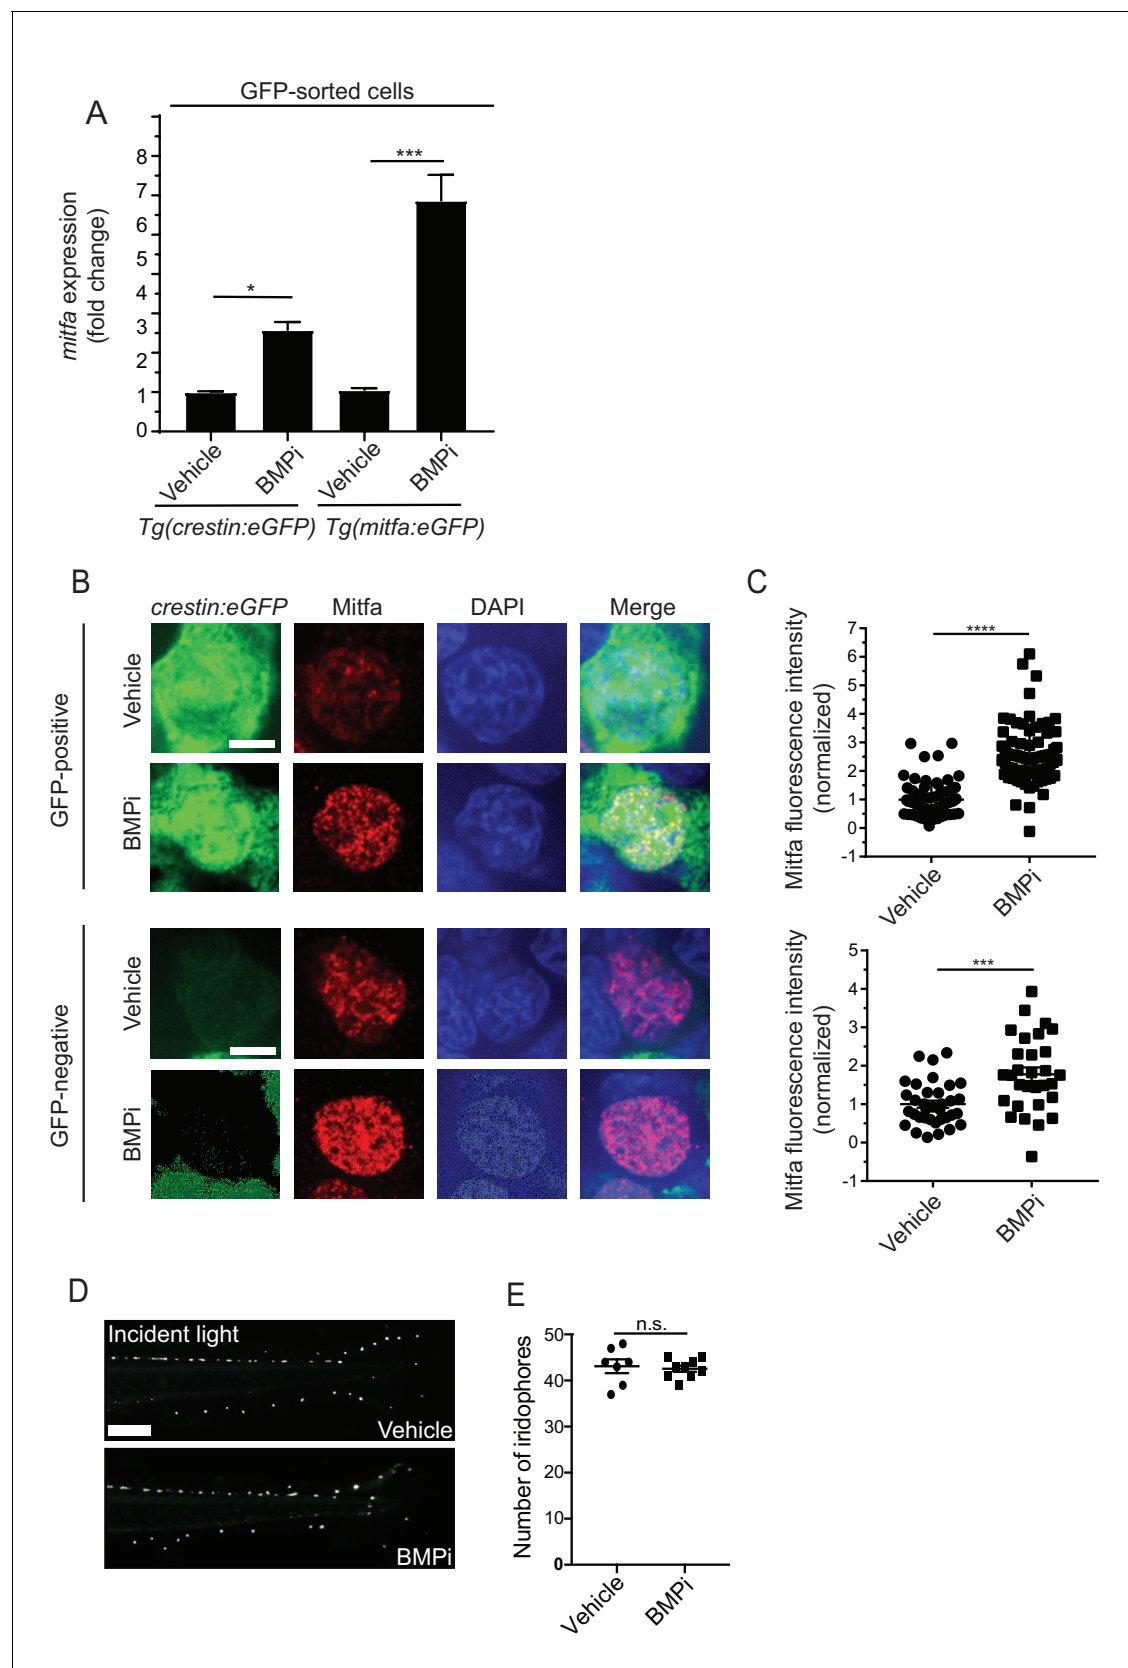 A
GFP-sorted cells
mitfa expression
(fold change)
8
7
6
5
4
3
2
1
0
*
***
Vehicle
BMPi
Vehicle
BMPi
Tg(crestin:eGFP)
Tg(mitfa:eGFP)
B
crestin:eGFP
Mitfa
DAPI
Merge
GFP-positive
Vehicle
BMPi
GFP-negative
Vehicle
BMPi
C
Mitfa fluorescence intensity
(normalized)
7
6
5
4
3
2
1
0
-1
****
Vehicle
BMPi
Mitfa fluorescence intensity
(normalized)
5
4
3
2
1
0
-1
***
Vehicle
BMPi
D
Incident light
Vehicle
BMPi
E
Number of iridophores
50
40
30
20
10
0
n.s.
Vehicle
BMPi